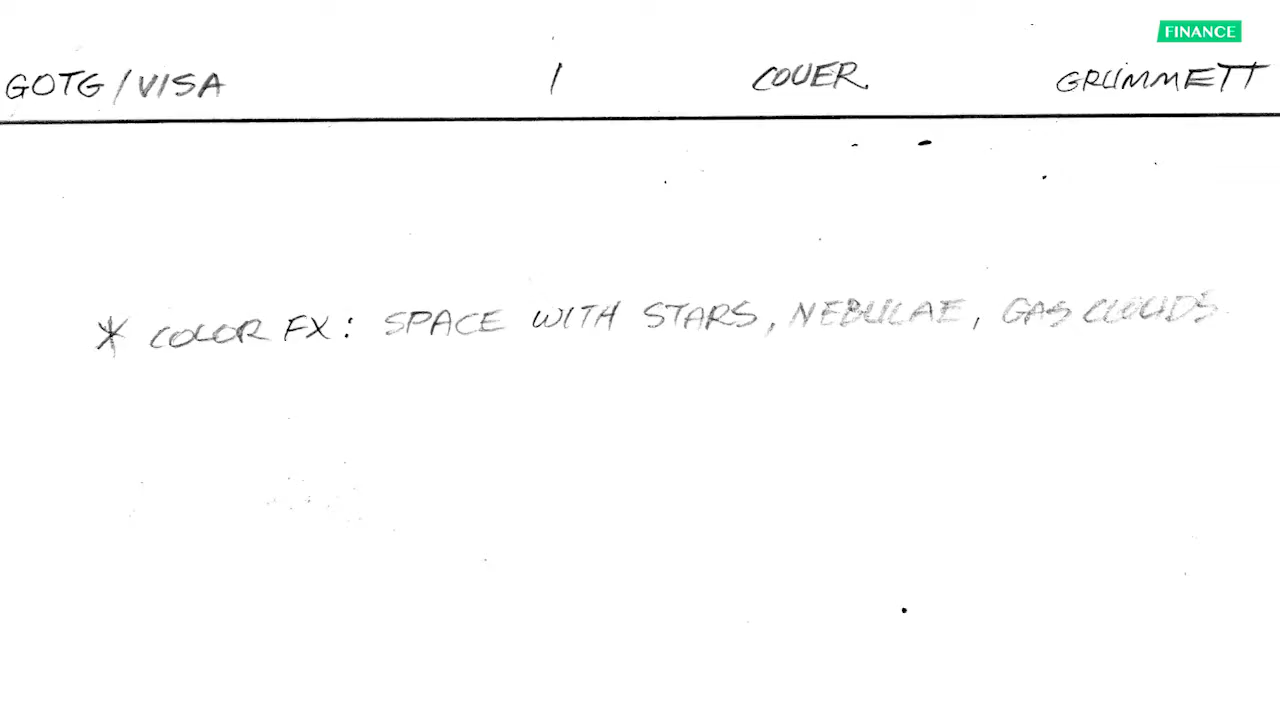 FINANCE
GOTG/VISA 1 COVER GRUMMETT
* COLOR FX: SPACE WITH STARS, NEBULAE, GAS CLOUDS